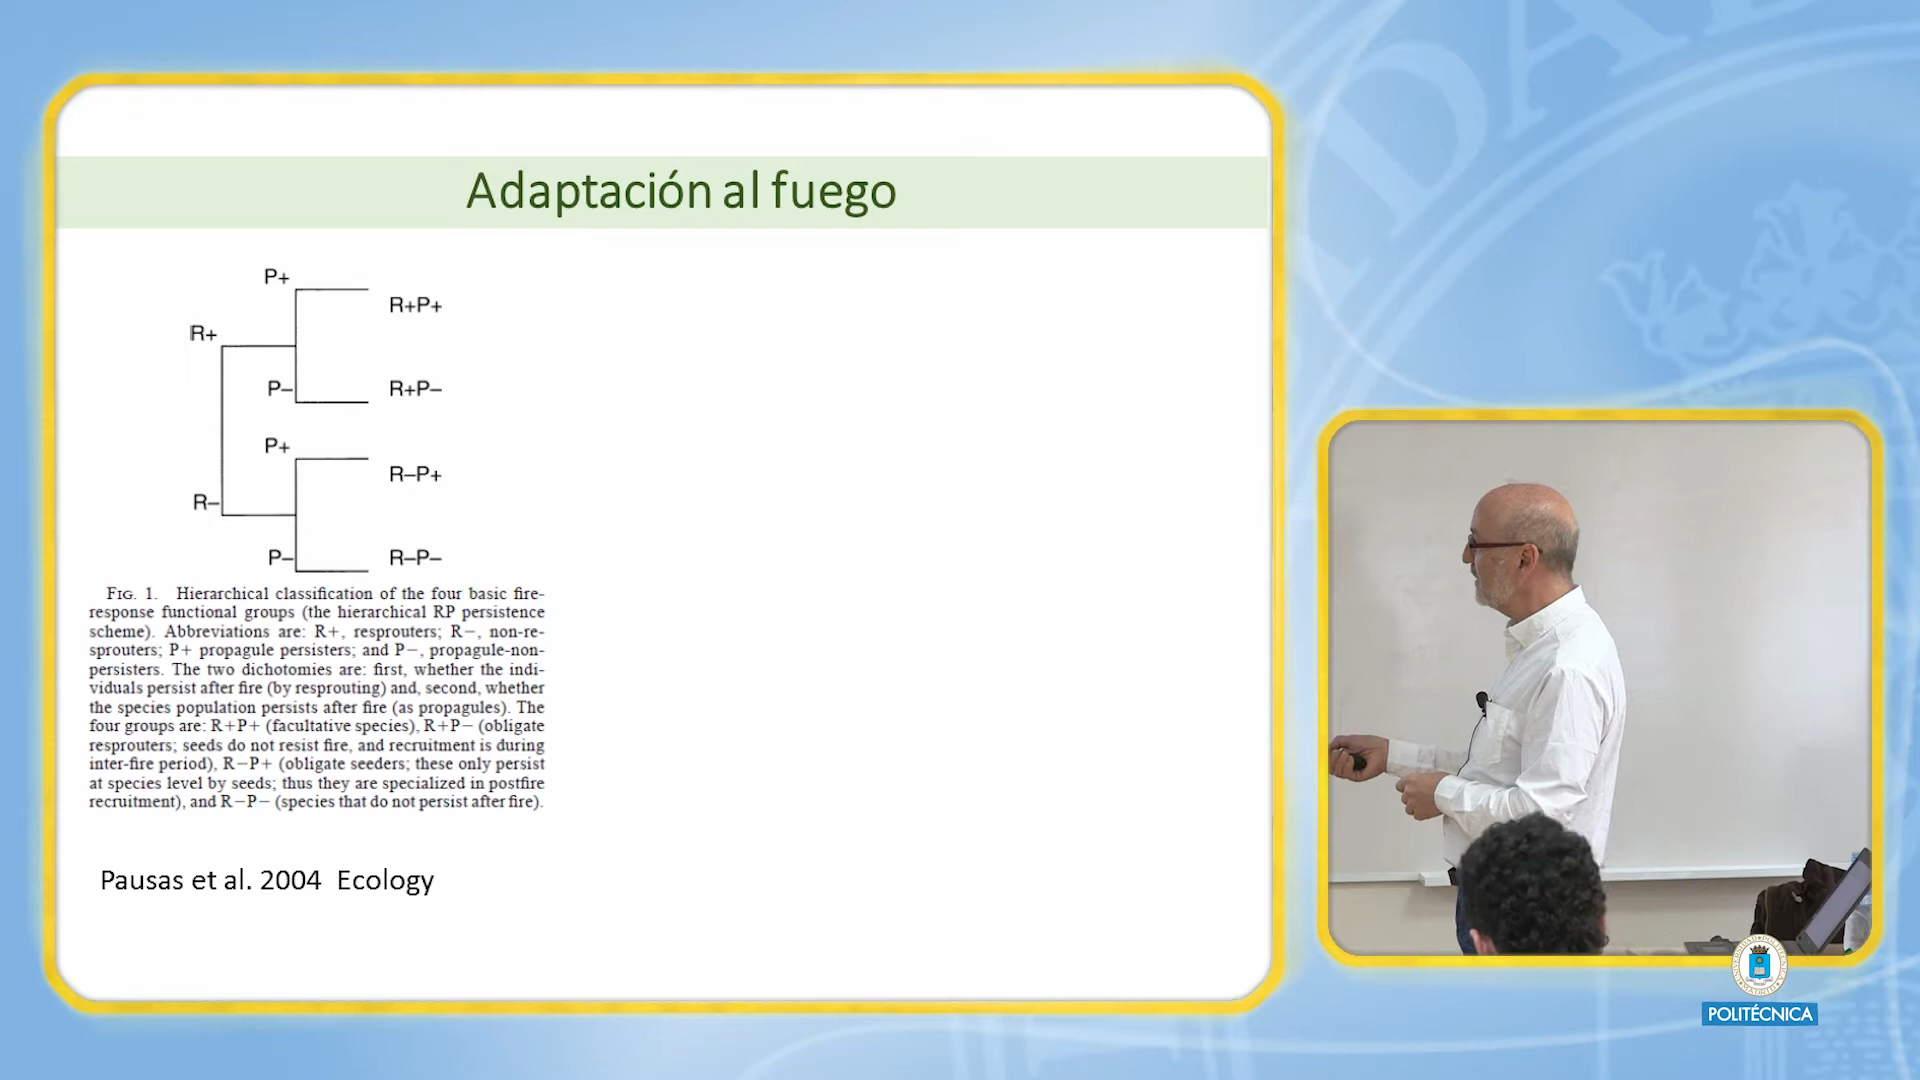 Adaptación al fuego
P+
R+P+
R+
P–
R+P–
P+
R–P+
R–
P–
R–P–
FIG. 1. Hierarchical classification of the four basic fire-
response functional groups (the hierarchical RP persistence
scheme). Abbreviations are: R+, resprouters; R−, non-re-
sprouters; P+ propagule persisters; and P−, propagule-non-
persisters. The two dichotomies are: first, whether the indi-
viduals persist after fire (by resprouting) and, second, whether
the species population persists after fire (as propagules). The
four groups are: R+P+ (facultative species), R+P− (obligate
resprouters; seeds do not resist fire, and recruitment is during
inter-fire period), R−P+ (obligate seeders; these only persist
at species level by seeds; thus they are specialized in postfire
recruitment), and R−P− (species that do not persist after fire).
Pausas et al. 2004 Ecology
POLITÉCNICA